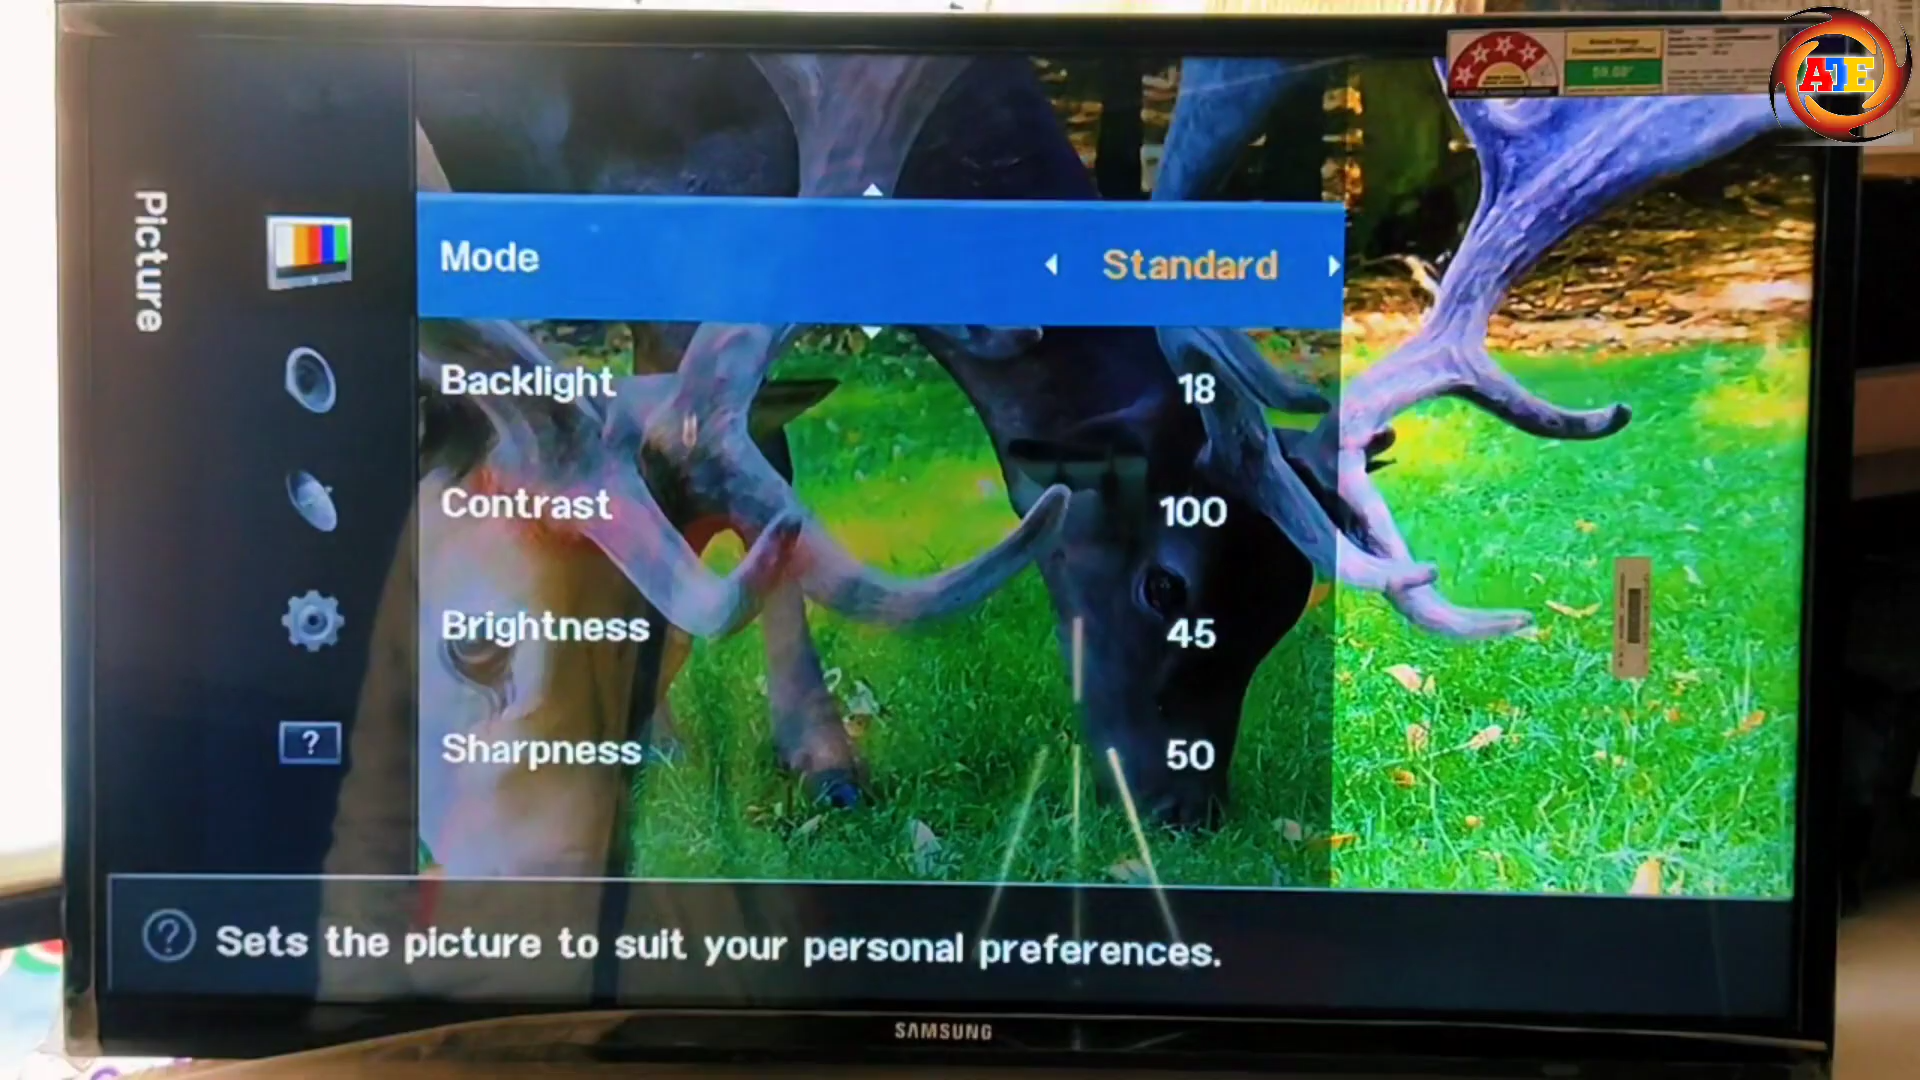 ATE
Picture
Mode
Standard
Backlight
18
Contrast
100
Brightness
45
Sharpness
50
?
? Sets the picture to suit your personal preferences.
SAMSUNG